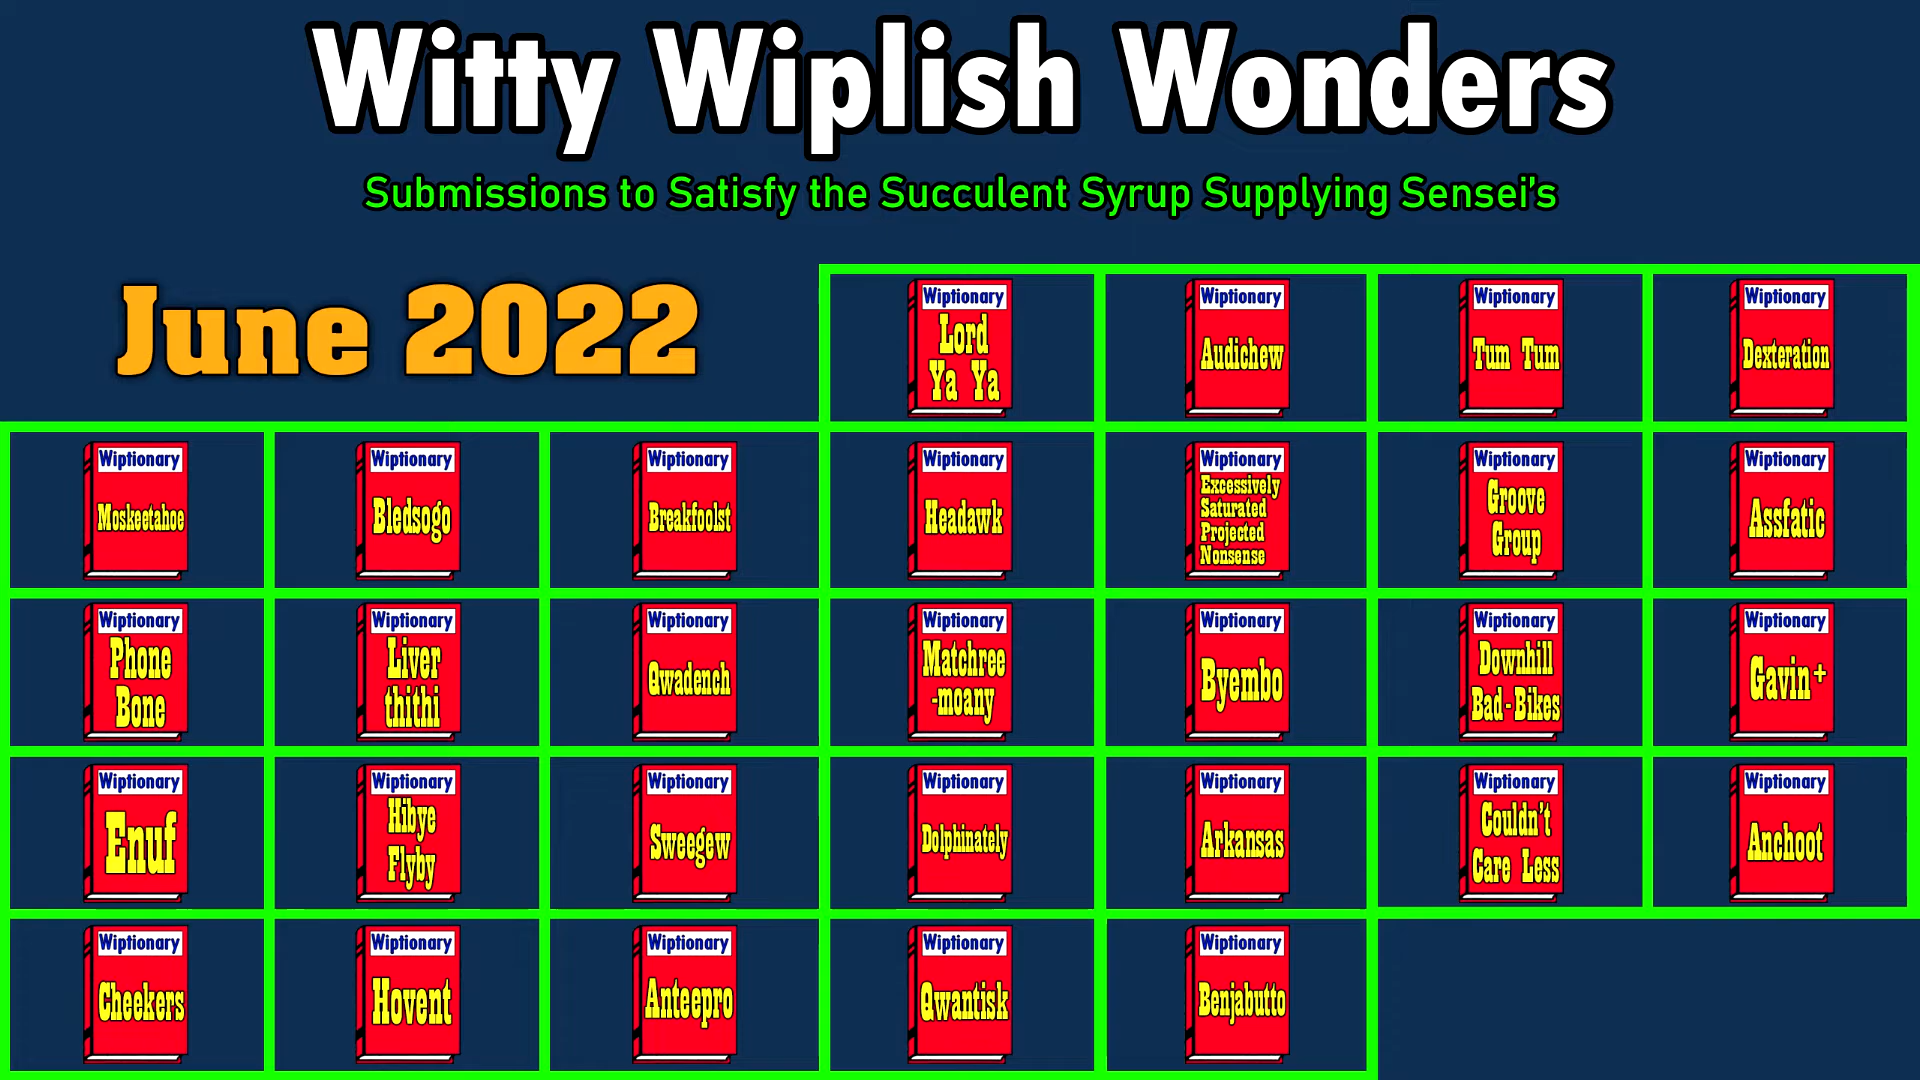 Witty Wiplish Wonders
Submissions to Satisfy the Succulent Syrup Supplying Sensei's
June 2022
Wiptionary
Lord
Ya Ya
Wiptionary
Audichew
Wiptionary
Tum Tum
Wiptionary
Dexteration
Wiptionary
Moskeetahoe
Wiptionary
Bledsogo
Wiptionary
Breakfoolst
Wiptionary
Headawk
Wiptionary
Excessively
Saturated
Projected
Nonsense
Wiptionary
Groove
Group
Wiptionary
Assfatic
Wiptionary
Phone
Bone
Wiptionary
Liver
thithi
Wiptionary
Qwadench
Wiptionary
Matchree
-moany
Wiptionary
Byembo
Wiptionary
Downhill
Bad-Bikes
Wiptionary
Gavin+
Wiptionary
Enuf
Wiptionary
Hibye
Flyby
Wiptionary
Sweegew
Wiptionary
Dolphinately
Wiptionary
Arkansas
Wiptionary
Couldn't
Care Less
Wiptionary
Anchoot
Wiptionary
Cheekers
Wiptionary
Hovent
Wiptionary
Anteepro
Wiptionary
Qwantisk
Wiptionary
Benjabutto